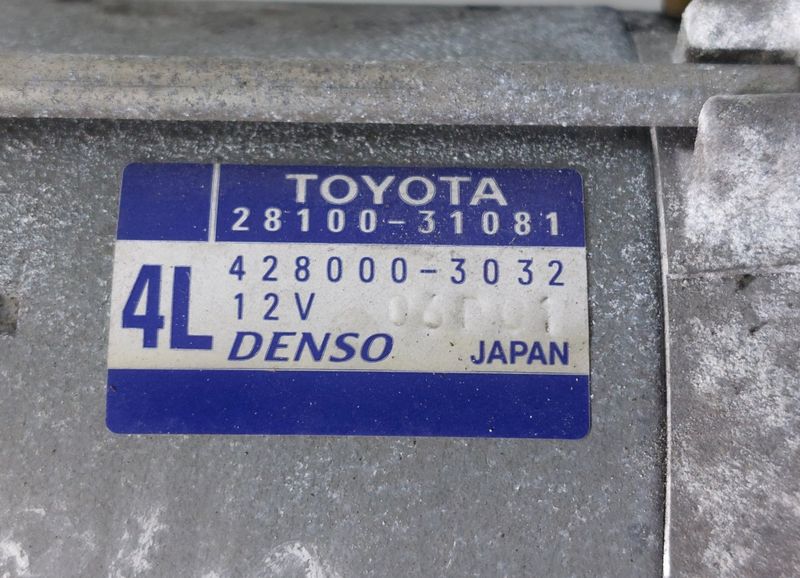 TOYOTA
28100-31081
4L
428000-3032
12V
DENSO
JAPAN